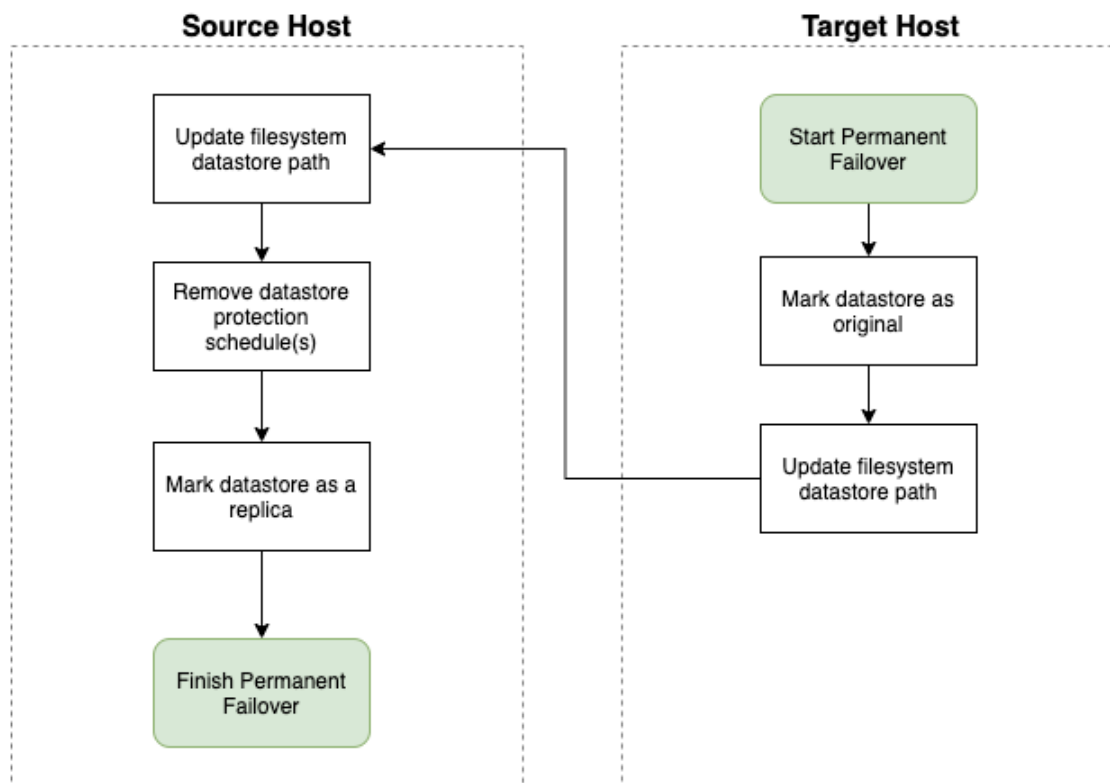 Source Host
Update filesystem
datastore path
Remove datastore
protection
schedule(s)
Mark datastore as a
replica
Finish Permanent
Failover
Target Host
Start Permanent
Failover
Mark datastore as
original
Update filesystem
datastore path